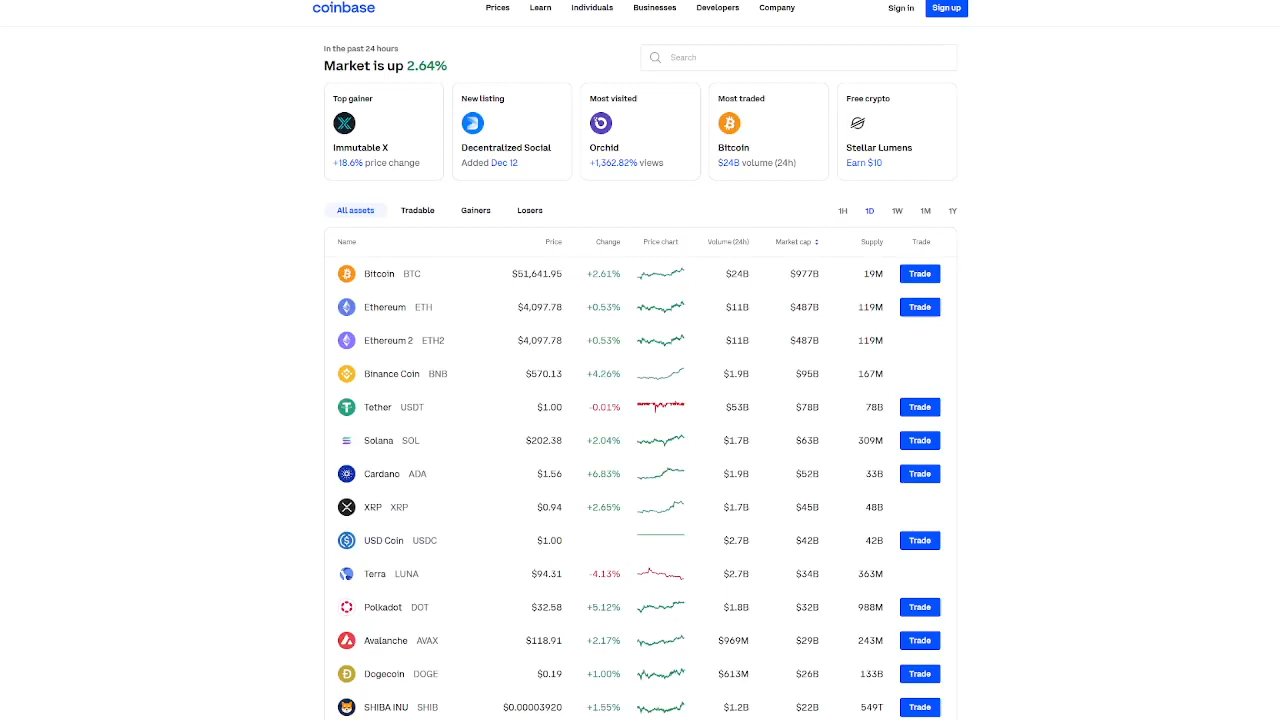 coinbase Prices Learn Individuals Businesses Developers Company Sign in Sign up
In the past 24 hours
Market is up 2.64%
Search
Top gainer New listing Most visited Most traded Free crypto
Immutable X Decentralized Social Orchid Bitcoin Stellar Lumens
+18.6% price change Added Dec 12 +1,362.82% views $24B volume (24h) Earn $10
All assets Tradable Gainers Losers 1H 1D 1W 1M 1Y
Name Price Change Price chart Volume (24h) Market cap Supply Trade
Bitcoin BTC $51,641.95 +2.61% $24B $977B 19M Trade
Ethereum ETH $4,097.78 +0.53% $11B $487B 119M Trade
Ethereum 2 ETH2 $4,097.78 +0.53% $11B $487B 119M
Binance Coin BNB $570.13 +4.26% $1.9B $95B 167M
Tether USDT $1.00 -0.01% $53B $78B 78B Trade
Solana SOL $202.38 +2.04% $1.7B $63B 309M Trade
Cardano ADA $1.56 +6.83% $1.9B $52B 33B Trade
XRP XRP $0.94 +2.65% $1.7B $45B 48B
USD Coin USDC $1.00 $2.7B $42B 42B Trade
Terra LUNA $94.31 -4.13% $2.7B $34B 363M
Polkadot DOT $32.58 +5.12% $1.8B $32B 988M Trade
Avalanche AVAX $118.91 +2.17% $969M $29B 243M Trade
Dogecoin DOGE $0.19 +1.00% $613M $26B 133B Trade
SHIBA INU SHIB $0.00003920 +1.55% $1.2B $22B 549T Trade